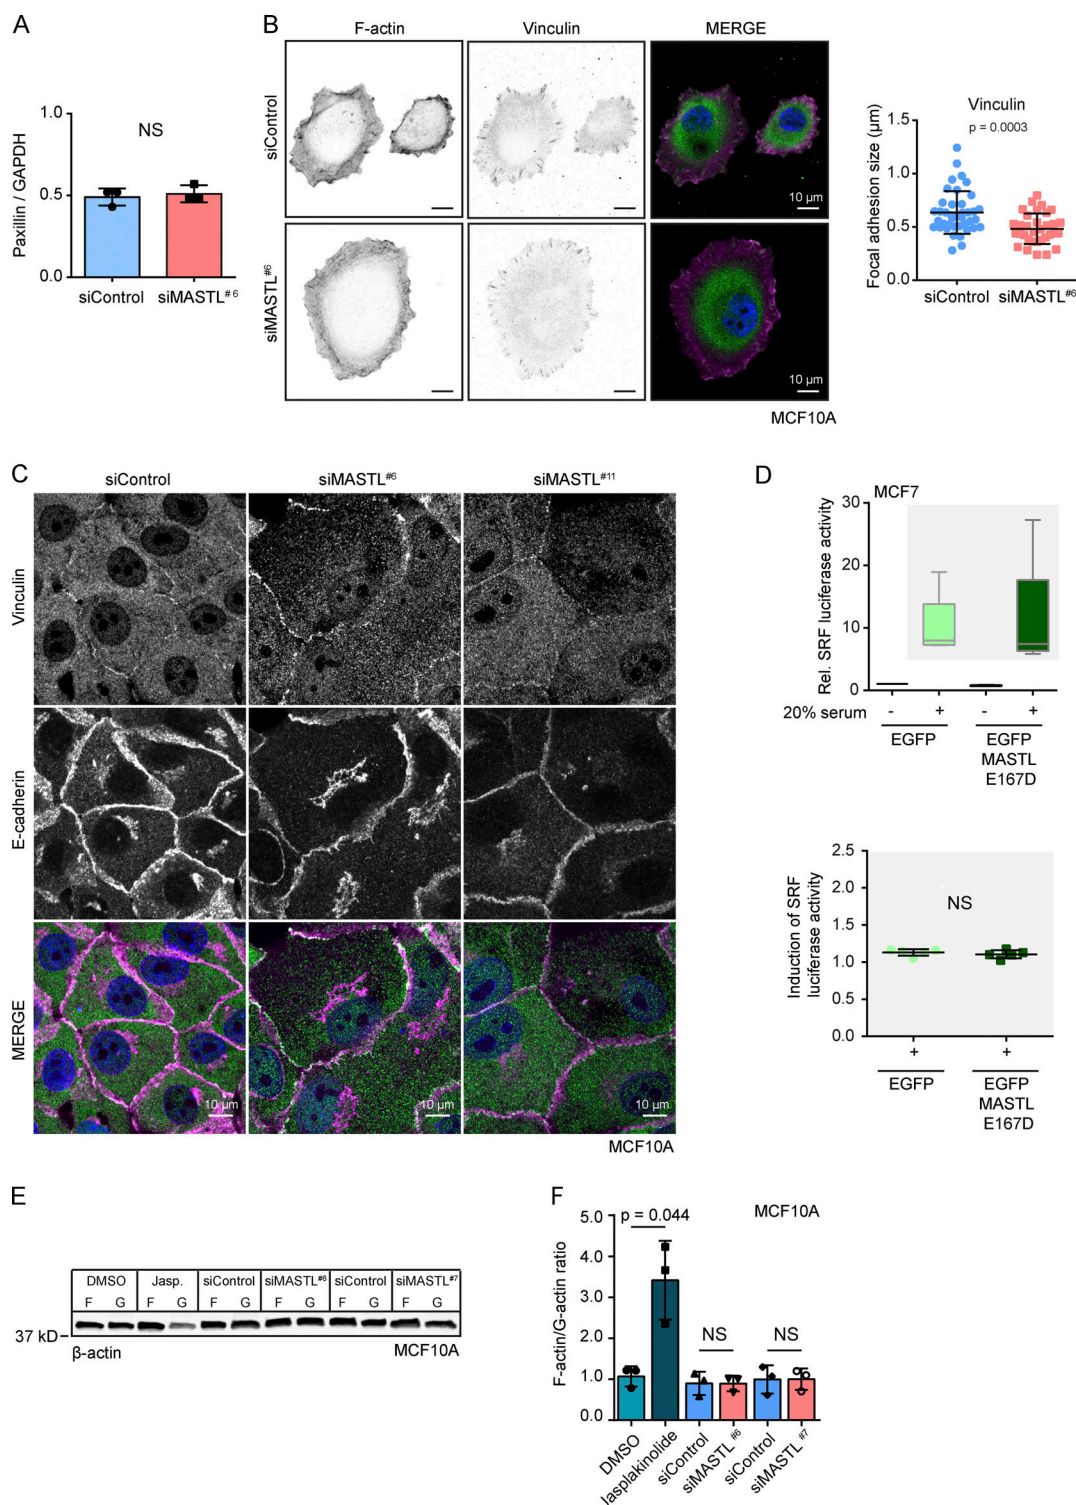 A
Paxillin / GAPDH
1.0
0.5
0.0
NS
siControl
siMASTL#6
B
F-actin
Vinculin
MERGE
siControl
siMASTL#6
10 µm
10 µm
MCF10A
Vinculin
p = 0.0003
Focal adhesion size (µm)
1.5
1.0
0.5
0.0
siControl
siMASTL#6
C
siControl
siMASTL#6
siMASTL#11
Vinculin
E-cadherin
MERGE
10 µm
10 µm
10 µm
MCF10A
D
MCF7
Rel. SRF luciferase activity
30
20
10
0
20% serum
-
+
-
+
EGFP
EGFP
MASTL
E167D
Induction of SRF
luciferase activity
2.5
2.0
1.5
1.0
0.5
0.0
NS
+
+
EGFP
EGFP
MASTL
E167D
E
DMSO
Jasp.
siControl
siMASTL#6
siControl
siMASTL#7
F G F G F G F G F G F G
37 kD
β-actin
MCF10A
F
F-actin/G-actin ratio
5.0
4.0
3.0
2.0
1.0
0.0
p = 0.044
MCF10A
NS
NS
DMSO
Iasplakinolide
siControl
siMASTL#6
siControl
siMASTL#7